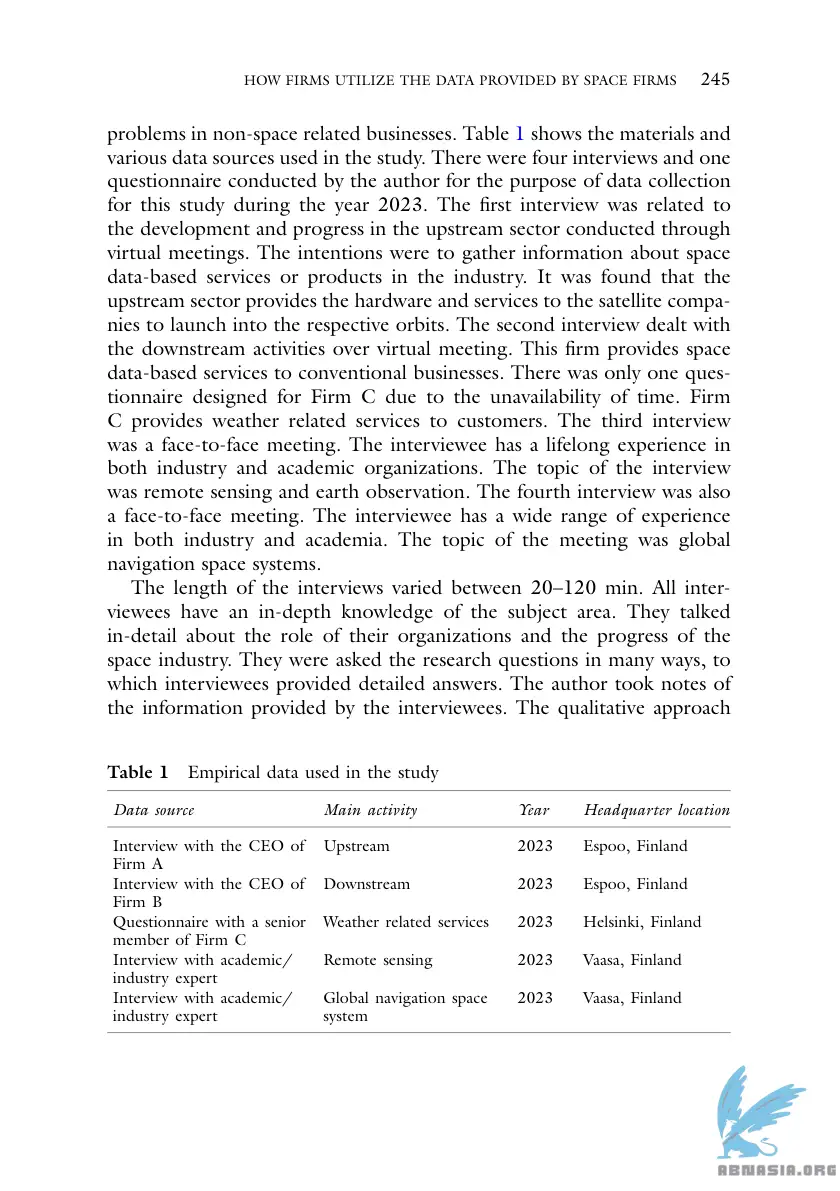 HOW FIRMS UTILIZE THE DATA PROVIDED BY SPACE FIRMS 245
problems in non-space related businesses. Table 1 shows the materials and
various data sources used in the study. There were four interviews and one
questionnaire conducted by the author for the purpose of data collection
for this study during the year 2023. The first interview was related to
the development and progress in the upstream sector conducted through
virtual meetings. The intentions were to gather information about space
data-based services or products in the industry. It was found that the
upstream sector provides the hardware and services to the satellite compa-
nies to launch into the respective orbits. The second interview dealt with
the downstream activities over virtual meeting. This firm provides space
data-based services to conventional businesses. There was only one ques-
tionnaire designed for Firm C due to the unavailability of time. Firm
C provides weather related services to customers. The third interview
was a face-to-face meeting. The interviewee has a lifelong experience in
both industry and academic organizations. The topic of the interview
was remote sensing and earth observation. The fourth interview was also
a face-to-face meeting. The interviewee has a wide range of experience
in both industry and academia. The topic of the meeting was global
navigation space systems.
The length of the interviews varied between 20–120 min. All inter-
viewees have an in-depth knowledge of the subject area. They talked
in-detail about the role of their organizations and the progress of the
space industry. They were asked the research questions in many ways, to
which interviewees provided detailed answers. The author took notes of
the information provided by the interviewees. The qualitative approach
Table 1 Empirical data used in the study
Data source Main activity Year Headquarter location
Interview with the CEO of Upstream 2023 Espoo, Finland
Firm A
Interview with the CEO of Downstream 2023 Espoo, Finland
Firm B
Questionnaire with a senior Weather related services 2023 Helsinki, Finland
member of Firm C
Interview with academic/ Remote sensing 2023 Vaasa, Finland
industry expert
Interview with academic/ Global navigation space 2023 Vaasa, Finland
industry expert system
ABNASIA.ORG